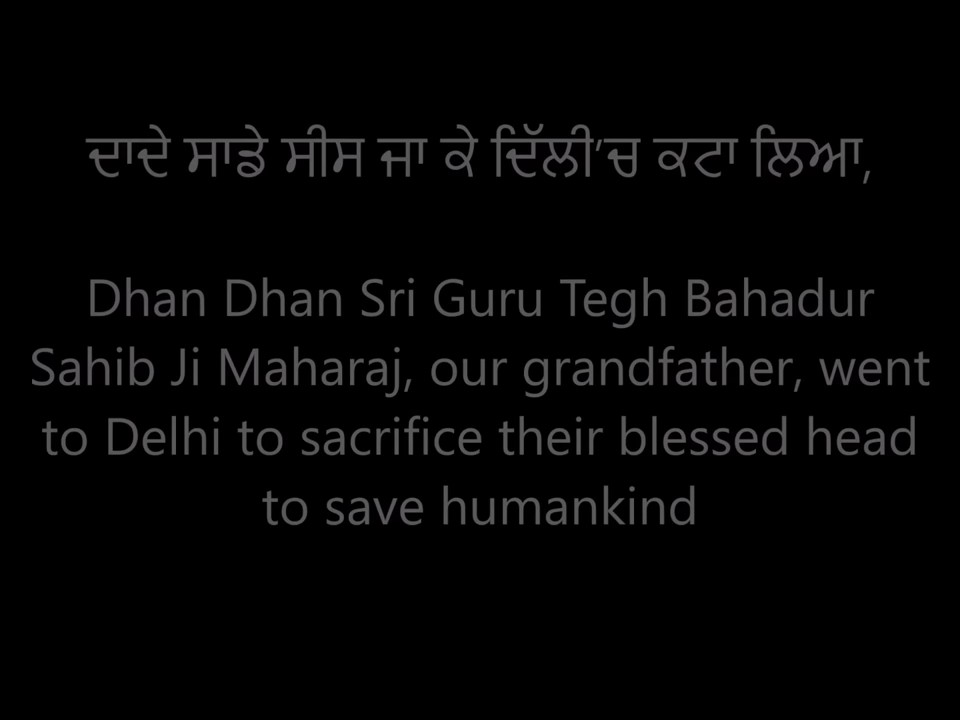 ਦਾਦੇ ਸਾਡੇ ਸੀਸ ਜਾ ਕੇ ਦਿੱਲੀ’ਚ ਕਟਾ ਲਿਆ,
Dhan Dhan Sri Guru Tegh Bahadur
Sahib Ji Maharaj, our grandfather, went
to Delhi to sacrifice their blessed head
to save humankind